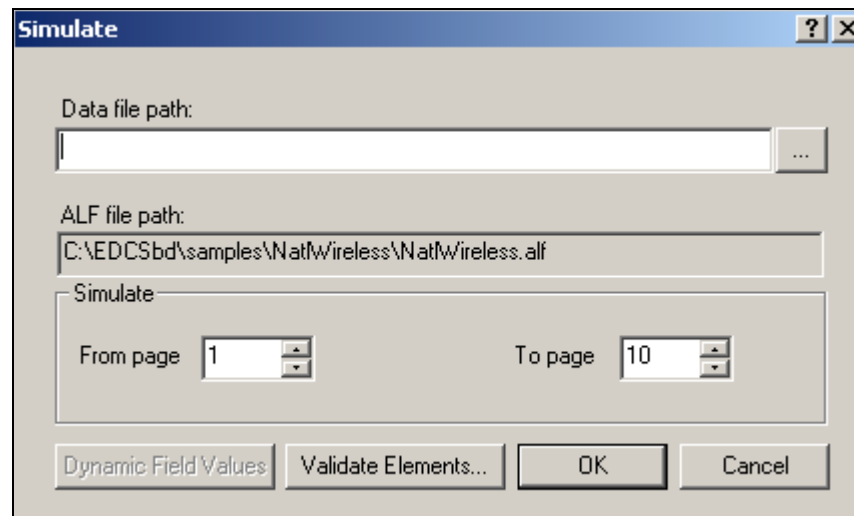 Simulate
Data file path:
...
ALF file path:
C:\EDCSbd\samples\NatlWireless\NatlWireless.alf
Simulate
From page 1 To page 10
Dynamic Field Values Validate Elements... OK Cancel